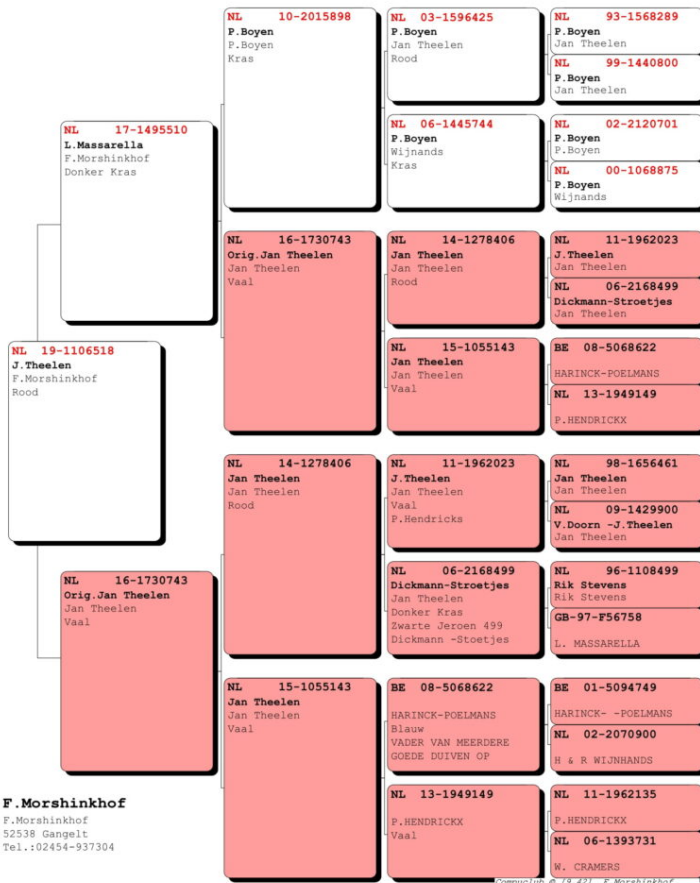 NL 19-1106518
J.Theelen
F.Morshinkhof
Rood
NL 17-1495510
L.Massarella
F.Morshinkhof
Donker Kras
NL 16-1730743
Orig.Jan Theelen
Jan Theelen
Vaal
NL 10-2015898
P.Boyen
P.Boyen
Kras
NL 16-1730743
Orig.Jan Theelen
Jan Theelen
Vaal
NL 14-1278406
Jan Theelen
Jan Theelen
Rood
NL 15-1055143
Jan Theelen
Jan Theelen
Vaal
NL 03-1596425
P.Boyen
Jan Theelen
Rood
NL 06-1445744
P.Boyen
Wijnands
Kras
NL 14-1278406
Jan Theelen
Jan Theelen
Rood
NL 15-1055143
Jan Theelen
Jan Theelen
Vaal
NL 11-1962023
J.Theelen
Jan Theelen
Vaal
P.Hendricks
NL 06-2168499
Dickmann-Stroetjes
Jan Theelen
Donker Kras
Zwarte Jeroen 499
Dickmann -Stoetjes
BE 08-5068622
HARINCK-POELMANS
Blauw
VADER VAN MEERDERE
GOEDE DUIVEN OP
NL 13-1949149
P.HENDRICKX
Vaal
NL 93-1568289
P.Boyen
Jan Theelen
NL 99-1440800
P.Boyen
Jan Theelen
NL 02-2120701
P.Boyen
P.Boyen
NL 00-1068875
P.Boyen
Wijnands
NL 11-1962023
J.Theelen
Jan Theelen
NL 06-2168499
Dickmann-Stroetjes
Jan Theelen
BE 08-5068622
HARINCK-POELMANS
NL 13-1949149
P.HENDRICKX
NL 98-1656461
Jan Theelen
Jan Theelen
NL 09-1429900
V.Doorn -J.Theelen
Jan Theelen
NL 96-1108499
Rik Stevens
Rik Stevens
GB-97-F56758
L. MASSARELLA
BE 01-5094749
HARINCK- -POELMANS
NL 02-2070900
H & R WIJNHANDS
NL 11-1962135
P.HENDRICKX
NL 06-1393731
W. CRAMERS
F.Morshinkhof
F.Morshinkhof
52538 Gangelt
Tel.:02454-937304
Compuclub © [9.42] F.Morshinkhof